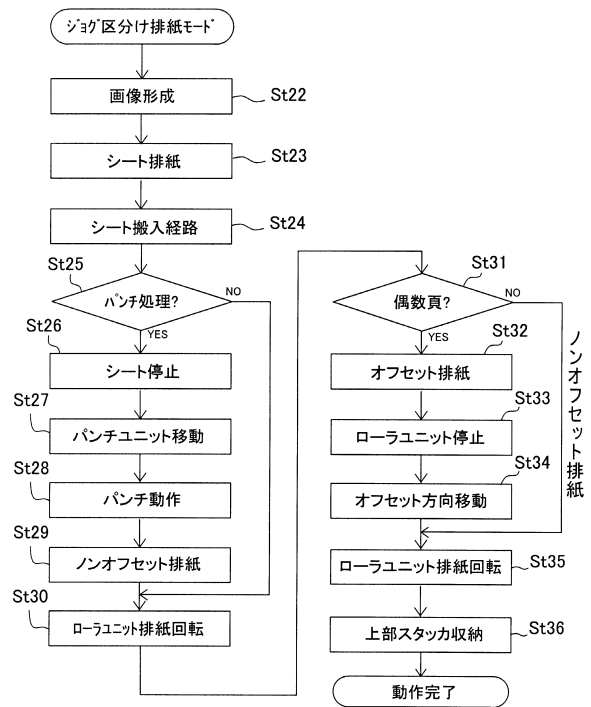 ｼﾞｮｸﾞ区分け排紙ﾓｰﾄﾞ
画像形成
St22
シート排紙
St23
シート搬入経路
St24
St25
ﾊﾟﾝﾁ処理?
NO
YES
St26
シート停止
St27
パンチユニット移動
St28
パンチ動作
St29
ノンオフセット排紙
St30
ﾛｰﾗﾕﾆｯﾄ排紙回転
St31
偶数頁?
NO
YES
St32
オフセット排紙
St33
ローラユニット停止
St34
オフセット方向移動
ノンオフセット排紙
ローラユニット排紙回転
St35
上部スタッカ収納
St36
動作完了